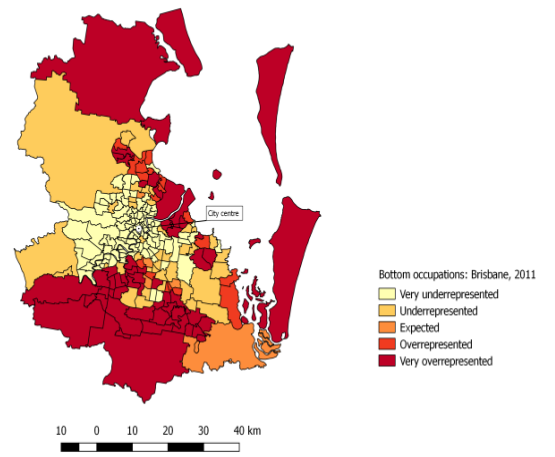 City centre
Bottom occupations: Brisbane, 2011
Very underrepresented
Underrepresented
Expected
Overrepresented
Very overrepresented
10 0 10 20 30 40 km